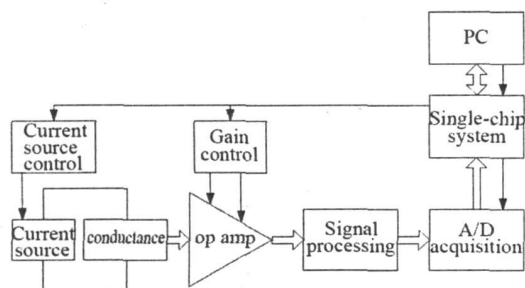 PC
Single-chip
system
Current
source
control
Gain
control
Current
source
conductance
op amp
Signal
processing
A/D
acquisition